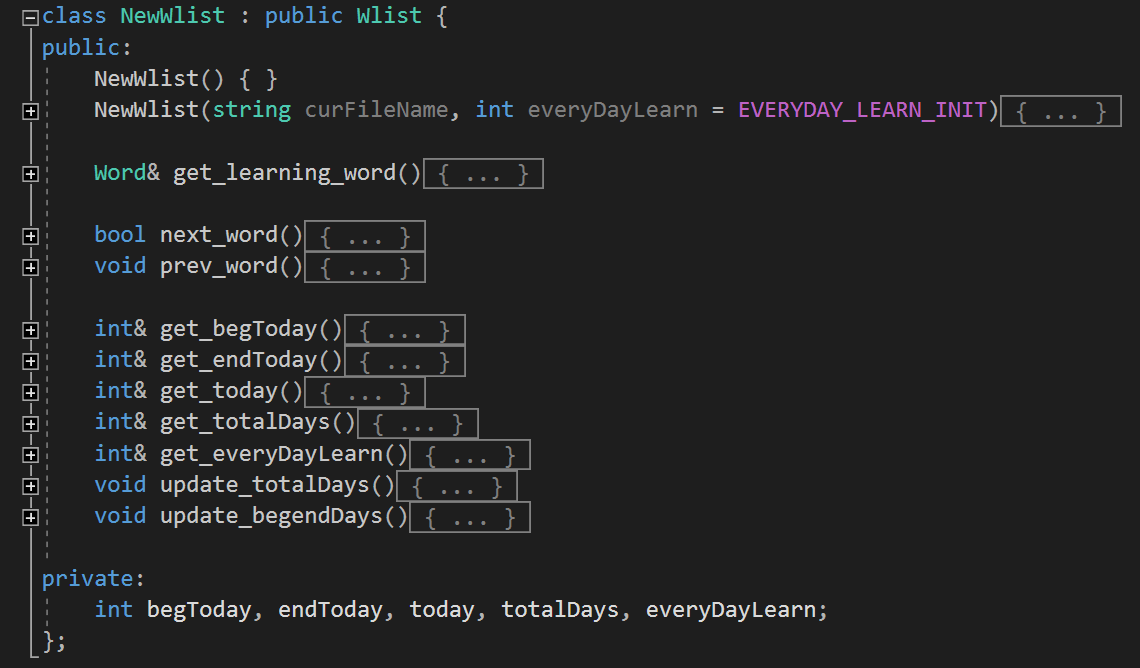 class NewWlist : public Wlist {
public:
NewWlist() { }
NewWlist(string curFileName, int everyDayLearn = EVERYDAY_LEARN_INIT){ ... }
Word& get_learning_word(){ ... }
bool next_word(){ ... }
void prev_word(){ ... }
int& get_begToday(){ ... }
int& get_endToday(){ ... }
int& get_today(){ ... }
int& get_totalDays(){ ... }
int& get_everyDayLearn(){ ... }
void update_totalDays(){ ... }
void update_begendDays(){ ... }
private:
int begToday, endToday, today, totalDays, everyDayLearn;
};